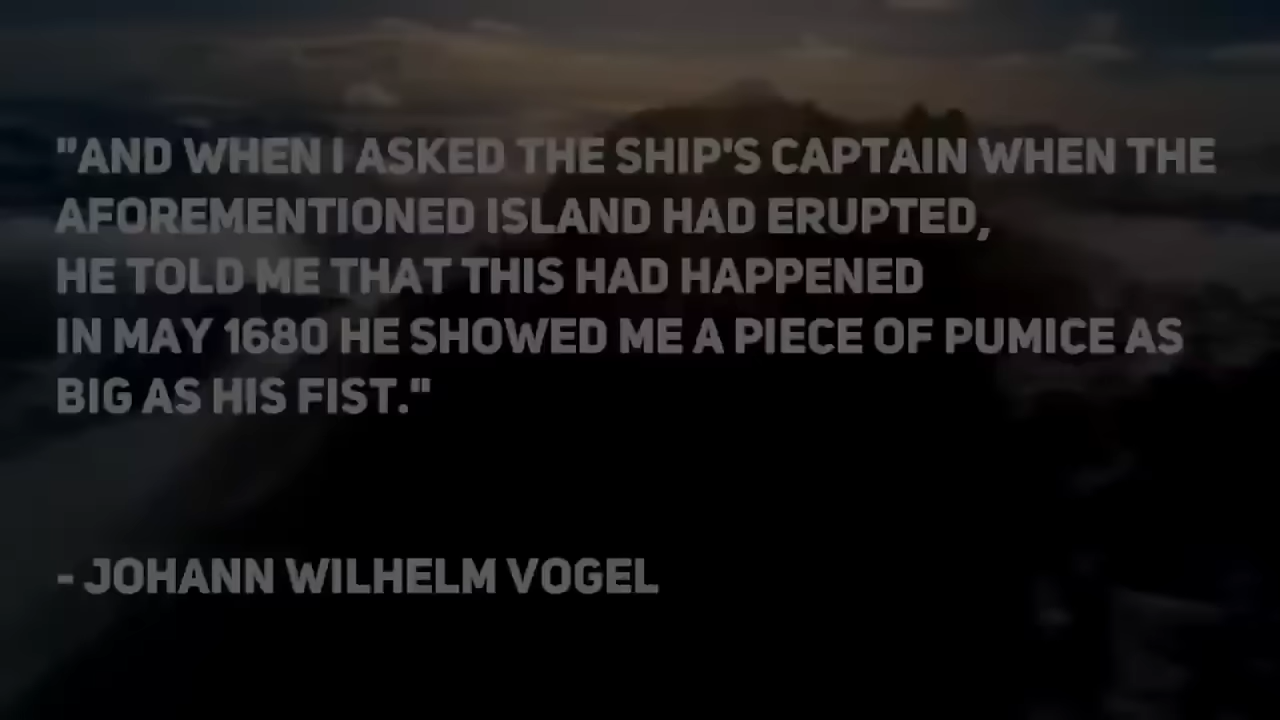 "AND WHEN I ASKED THE SHIP'S CAPTAIN WHEN THE
AFOREMENTIONED ISLAND HAD ERUPTED,
HE TOLD ME THAT THIS HAD HAPPENED
IN MAY 1680 HE SHOWED ME A PIECE OF PUMICE AS
BIG AS HIS FIST."
- JOHANN WILHELM VOGEL